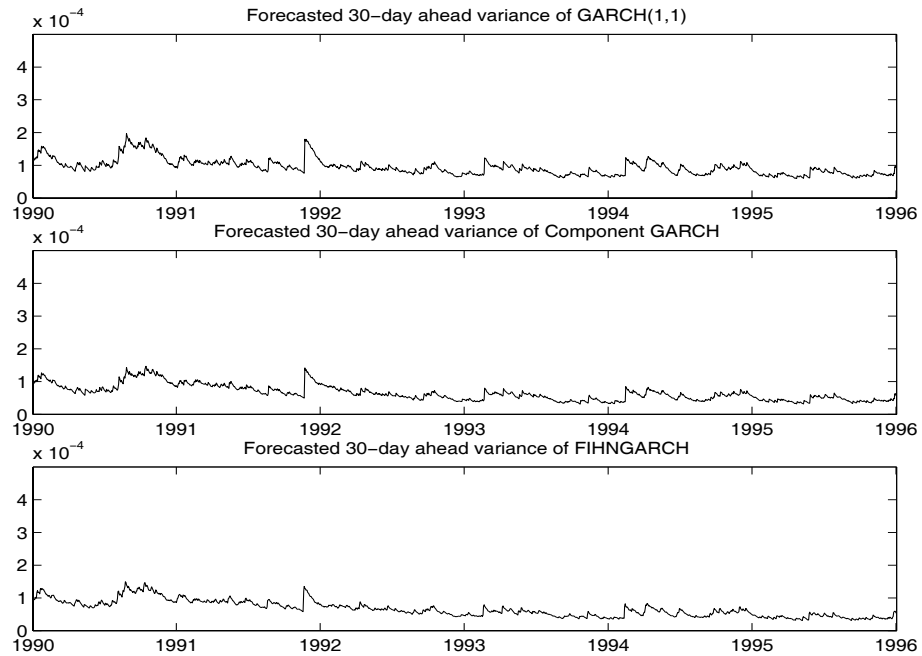 Forecasted 30−day ahead variance of GARCH(1,1)
x 10−4
5
4
3
2
1
0
1990 1991 1992 1993 1994 1995 1996
Forecasted 30−day ahead variance of Component GARCH
x 10−4
5
4
3
2
1
0
1990 1991 1992 1993 1994 1995 1996
Forecasted 30−day ahead variance of FIHNGARCH
x 10−4
5
4
3
2
1
0
1990 1991 1992 1993 1994 1995 1996